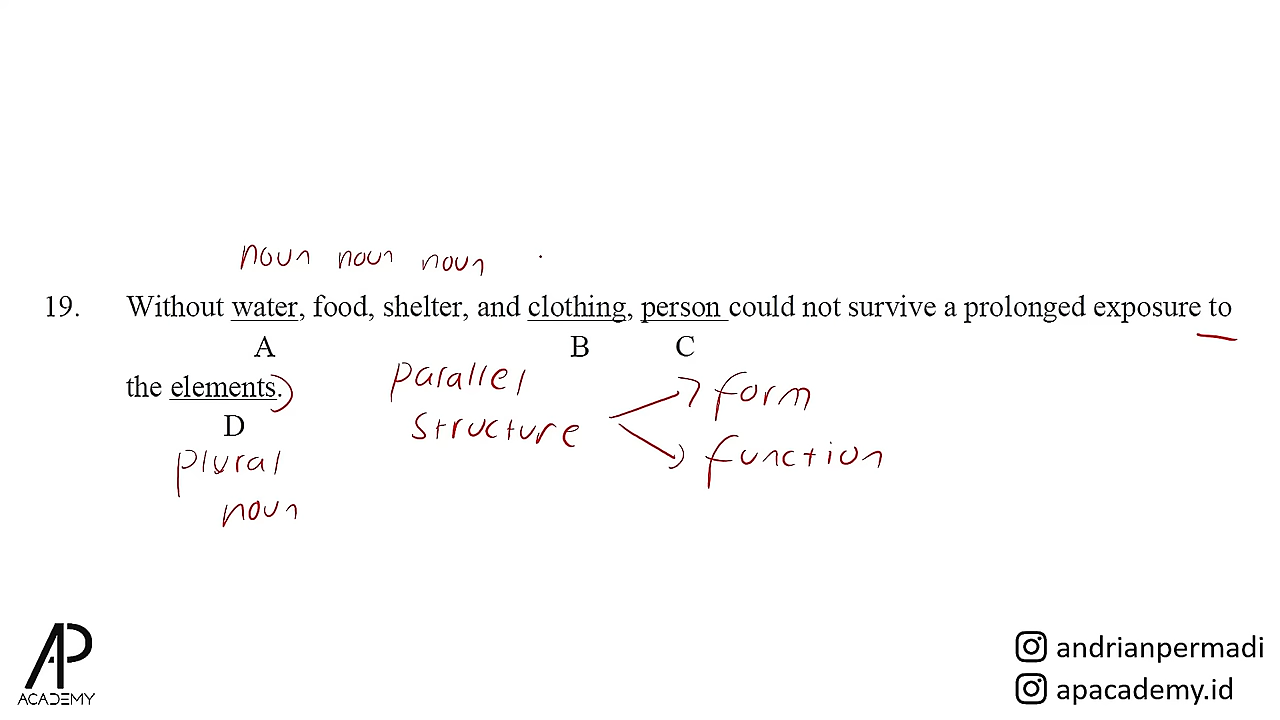 noun noun noun
19. Without water, food, shelter, and clothing, person could not survive a prolonged exposure to
A B C
the elements.
D
parallel
structure
form
function
plural
noun
AP
ACADEMY
andrianpermadi
apacademy.id